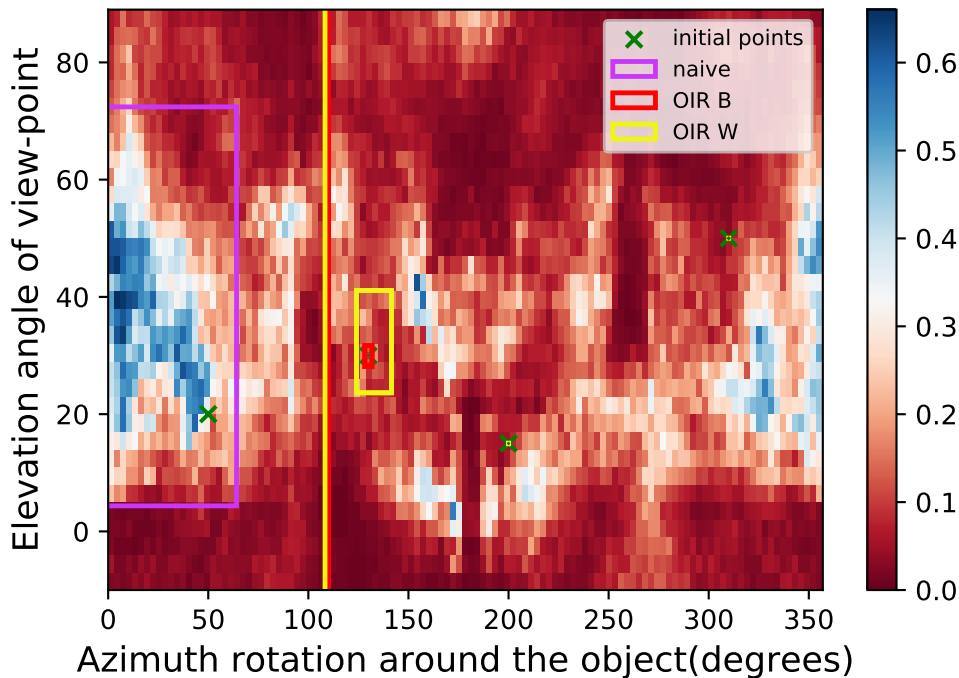 Elevation angle of view-point
80
60
40
20
0
initial points
naive
OIR B
OIR W
0 50 100 150 200 250 300 350
Azimuth rotation around the object(degrees)
0.6
0.5
0.4
0.3
0.2
0.1
0.0